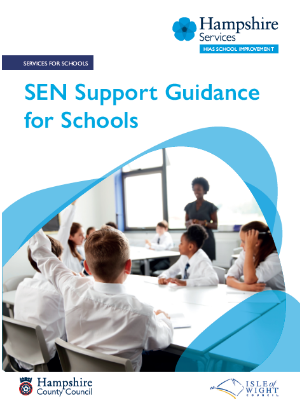 Hampshire
Services
HIAS SCHOOL IMPROVEMENT
SERVICES FOR SCHOOLS
SEN Support Guidance
for Schools
Hampshire
County Council
ISLE of
WIGHT
COUNCIL